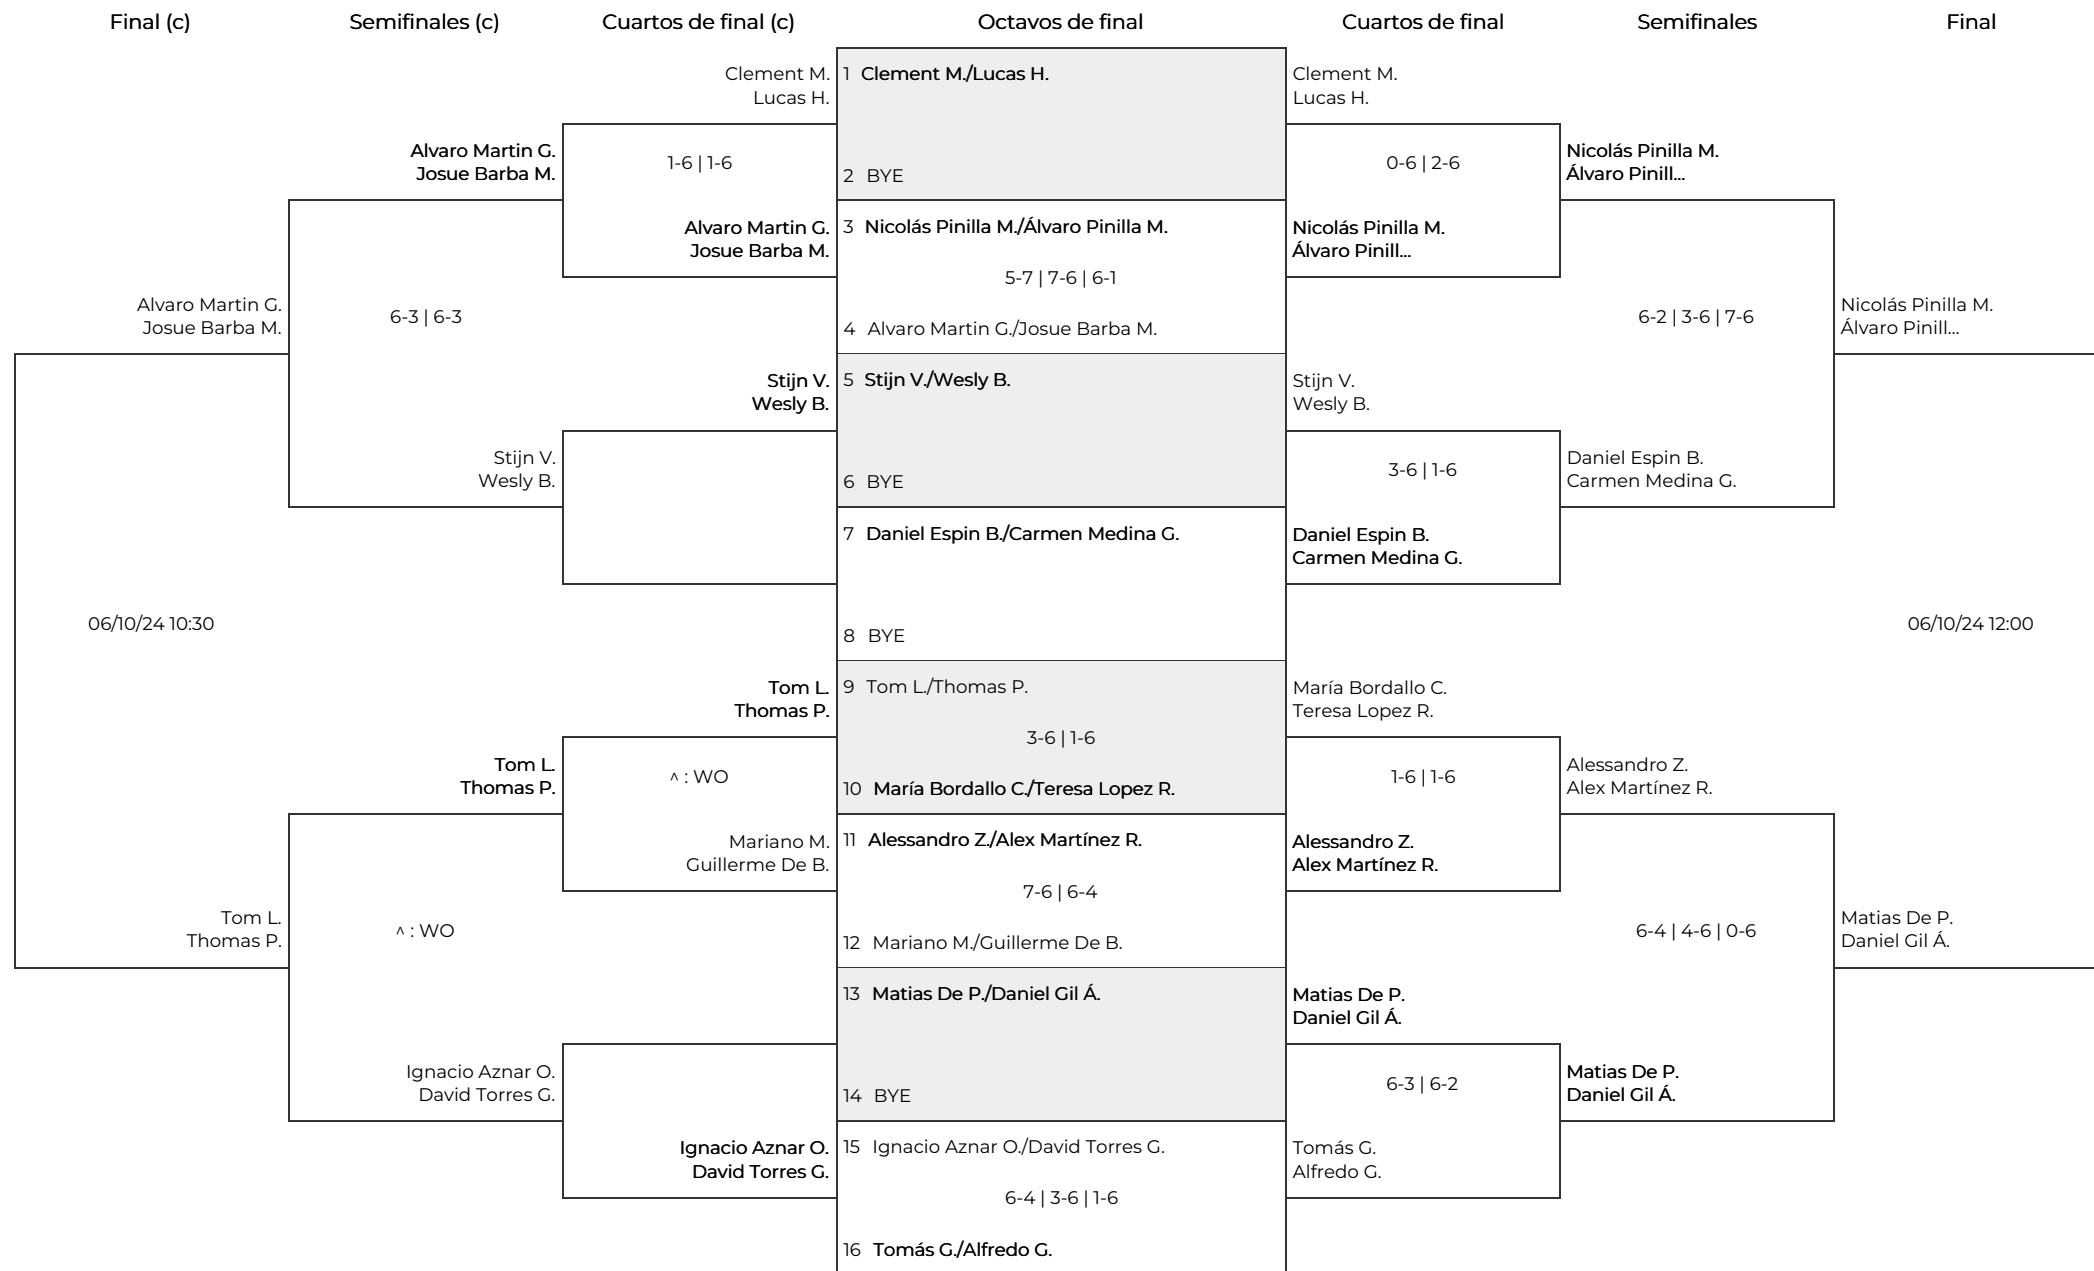 Final (c)
Semifinales (c)
Cuartos de final (c)
Octavos de final
Cuartos de final
Semifinales
Final
Alvaro Martin G.
Josue Barba M.
06/10/24 10:30
Tom L.
Thomas P.
Alvaro Martin G.
Josue Barba M.
6-3 | 6-3
Stijn V.
Wesly B.
Tom L.
Thomas P.
^ : WO
Ignacio Aznar O.
David Torres G.
Clement M.
Lucas H.
1-6 | 1-6
Alvaro Martin G.
Josue Barba M.
Stijn V.
Wesly B.
Tom L.
Thomas P.
^ : WO
Mariano M.
Guillerme De B.
Ignacio Aznar O.
David Torres G.
1 Clement M./Lucas H.
2 BYE
3 Nicolás Pinilla M./Álvaro Pinilla M.
5-7 | 7-6 | 6-1
4 Alvaro Martin G./Josue Barba M.
5 Stijn V./Wesly B.
6 BYE
7 Daniel Espin B./Carmen Medina G.
8 BYE
9 Tom L./Thomas P.
3-6 | 1-6
10 María Bordallo C./Teresa Lopez R.
11 Alessandro Z./Alex Martínez R.
7-6 | 6-4
12 Mariano M./Guillerme De B.
13 Matias De P./Daniel Gil Á.
14 BYE
15 Ignacio Aznar O./David Torres G.
6-4 | 3-6 | 1-6
16 Tomás G./Alfredo G.
Clement M.
Lucas H.
0-6 | 2-6
Nicolás Pinilla M.
Álvaro Pinill...
Stijn V.
Wesly B.
3-6 | 1-6
Daniel Espin B.
Carmen Medina G.
María Bordallo C.
Teresa Lopez R.
1-6 | 1-6
Alessandro Z.
Alex Martínez R.
Matias De P.
Daniel Gil Á.
6-3 | 6-2
Tomás G.
Alfredo G.
Nicolás Pinilla M.
Álvaro Pinill...
6-2 | 3-6 | 7-6
Daniel Espin B.
Carmen Medina G.
Alessandro Z.
Alex Martínez R.
6-4 | 4-6 | 0-6
Matias De P.
Daniel Gil Á.
Nicolás Pinilla M.
Álvaro Pinill...
06/10/24 12:00
Matias De P.
Daniel Gil Á.